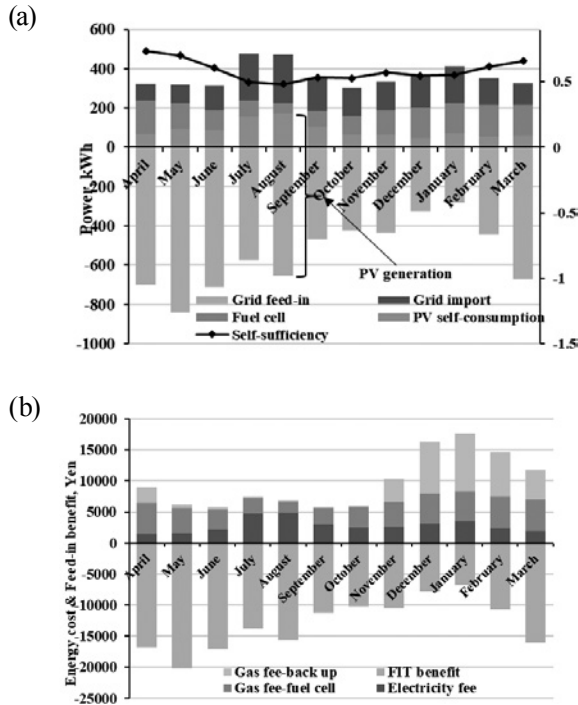 (a)
600
400
200
0
-200
-400
-600
-800
-1000
Power, kWh
0.5
0
-0.5
-1
-1.5
April
May
June
July
August
September
October
November
December
January
February
March
PV generation
Grid feed-in
Grid import
Fuel cell
PV self-consumption
Self-sufficiency
(b)
20000
15000
10000
5000
0
-5000
-10000
-15000
-20000
-25000
Energy cost & Feed-in benefit, Yen
April
May
June
July
August
September
October
November
December
January
February
March
Gas fee-back up
FIT benefit
Gas fee-fuel cell
Electricity fee